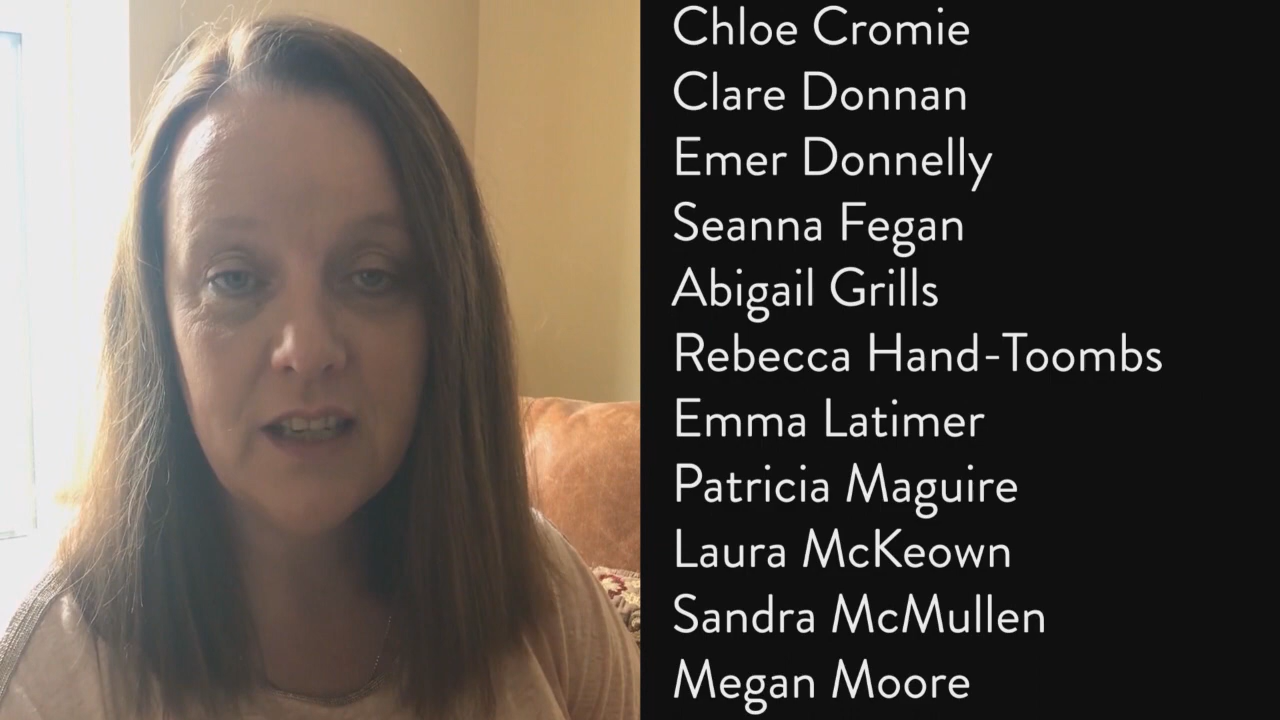 Chloe Cromie
Clare Donnan
Emer Donnelly
Seanna Fegan
Abigail Grills
Rebecca Hand-Toombs
Emma Latimer
Patricia Maguire
Laura McKeown
Sandra McMullen
Megan Moore